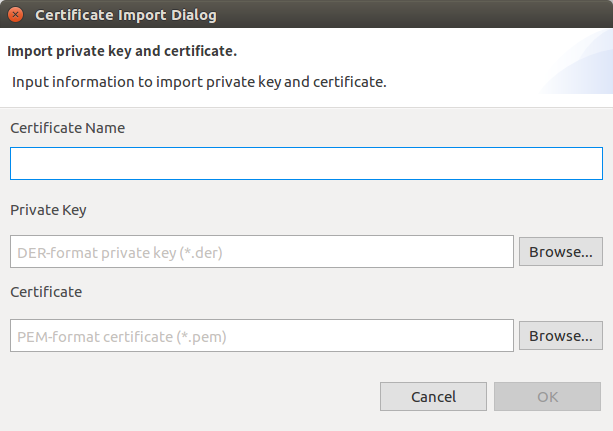 Certificate Import Dialog
Import private key and certificate.
Input information to import private key and certificate.
Certificate Name
Private Key
DER-format private key (*.der)
Browse...
Certificate
PEM-format certificate (*.pem)
Browse...
Cancel
OK